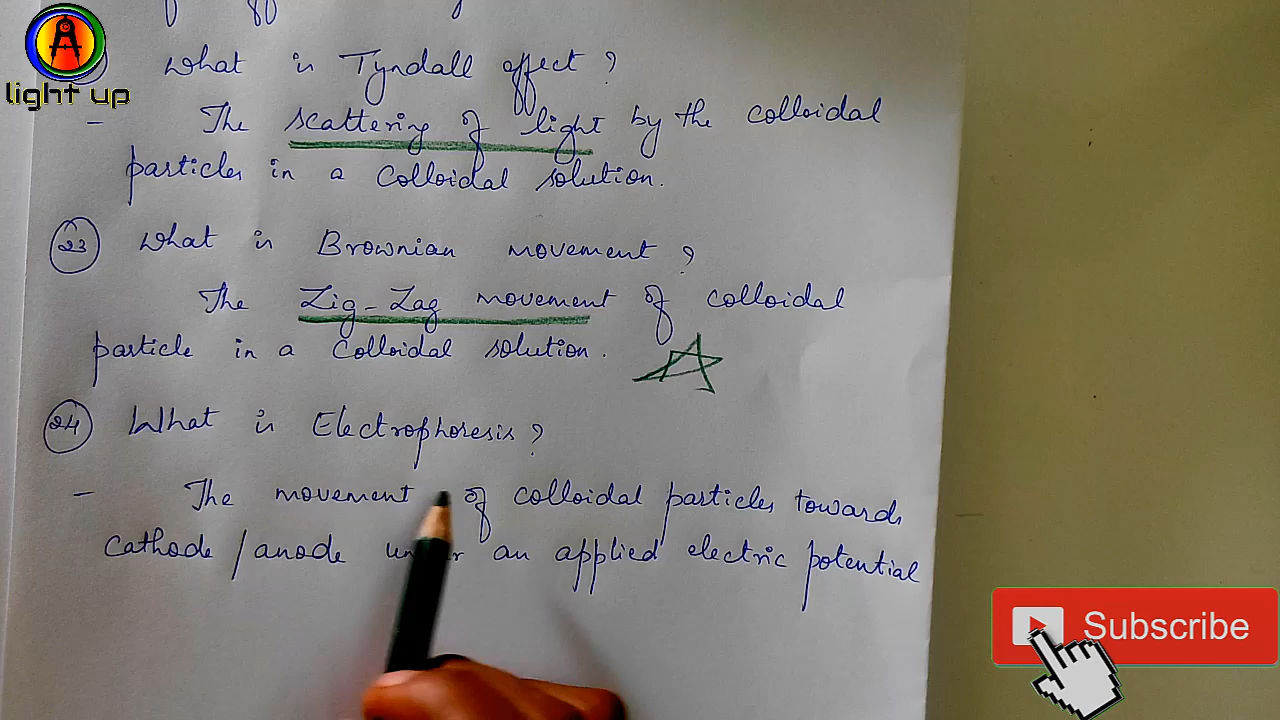 light up
What is Tyndall effect ?
- The scattering of light by the colloidal
particles in a colloidal solution.
23 What is Brownian movement ?
The Zig-Zag movement of colloidal
particle in a colloidal solution.
24 What is Electrophoresis ?
- The movement of colloidal particles towards
cathode / anode an applied electric potential
Subscribe